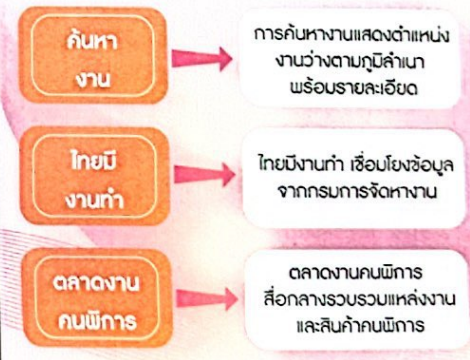 ค้นหา
งาน
การค้นหางานแสดงตำแหน่ง
งานว่างตามภูมิลำเนา
พร้อมรายละเอียด
ไทยมี
งานทำ
ไทยมีงานทำ เชื่อมโยงข้อมูล
จากกรมการจัดหางาน
ตลาดงาน
คนพิการ
ตลาดงานคนพิการ
สื่อกลางรวบรวมแหล่งงาน
และสินค้าคนพิการ